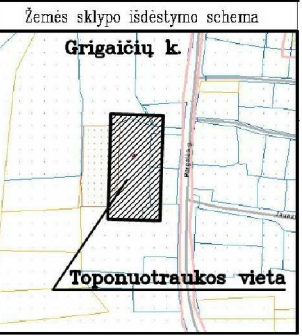 Žemės sklypo išdėstymo schema
Grigaičių k.
Toponuotraukos vieta